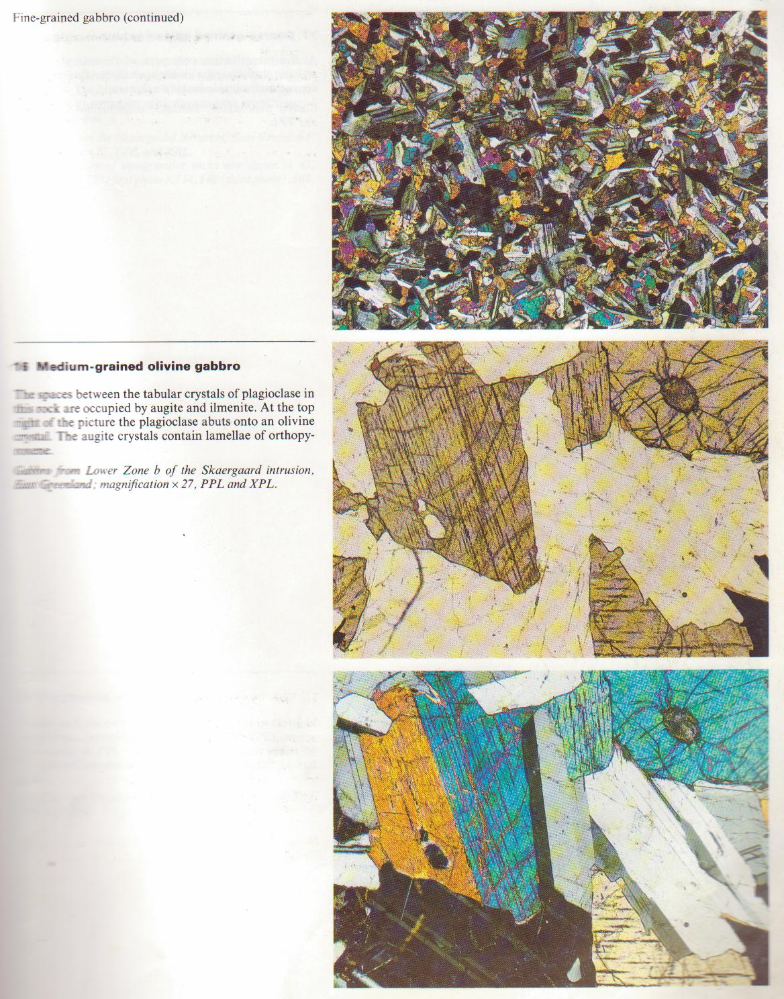 Fine-grained gabbro (continued)
16 Medium-grained olivine gabbro
The spaces between the tabular crystals of plagioclase in
this rock are occupied by augite and ilmenite. At the top
right of the picture the plagioclase abuts onto an olivine
crystal. The augite crystals contain lamellae of orthopy-
roxene.
Gabbro from Lower Zone b of the Skaergaard intrusion,
East Greenland; magnification × 27, PPL and XPL.